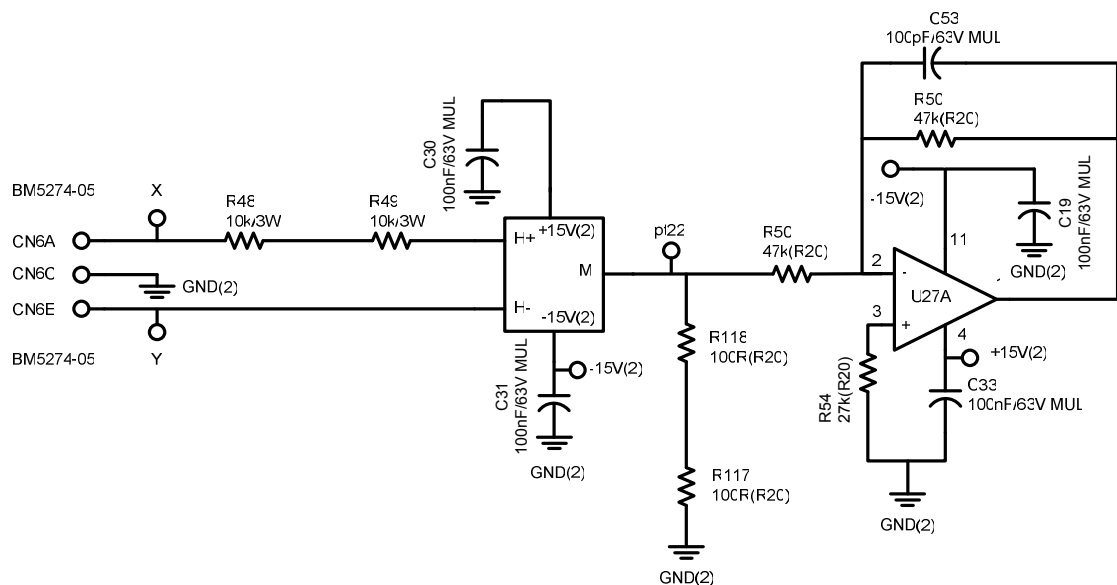 C53
100pF/63V MUL
R50
47k(R20)
-15V(2)
C19
100nF/63V MUL
GND(2)
C30
100nF/63V MUL
BM5274-05
X
R48
10k/3W
R49
10k/3W
CN6A
CN6C
GND(2)
CN6E
BM5274-05
Y
H+
+15V(2)
M
H-
-15V(2)
-15V(2)
C31
100nF/63V MUL
GND(2)
pl22
R50
47k(R20)
R118
100R(R20)
R117
100R(R20)
GND(2)
11
2
-
U27A
3
+
4
+15V(2)
R54
27k(R20)
C33
100nF/63V MUL
GND(2)